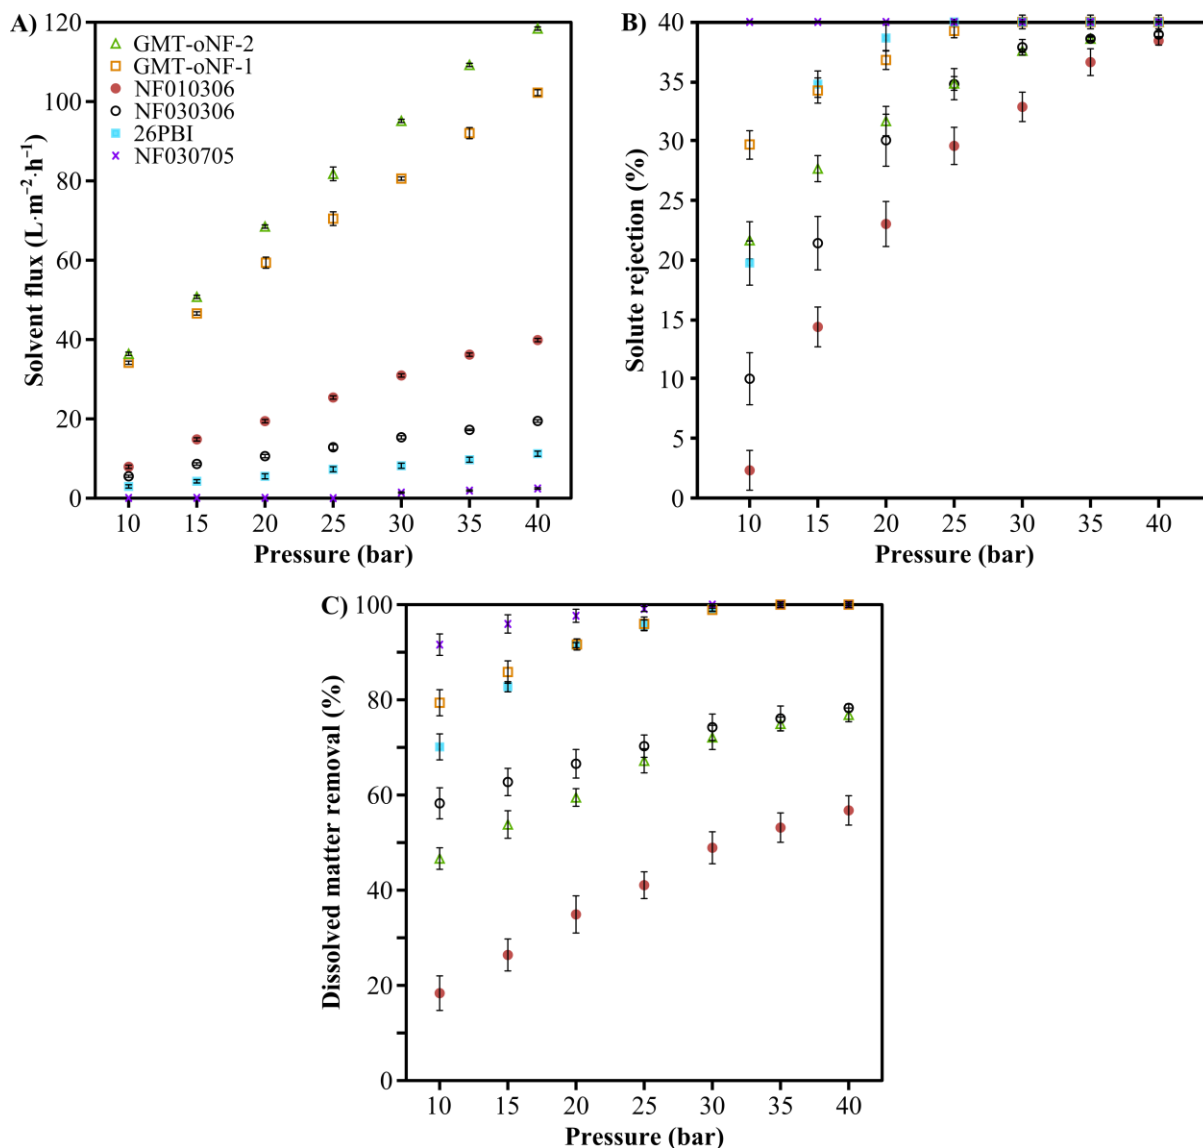 A)
120
100
80
60
40
20
0
Solvent flux (L·m⁻²·h⁻¹)
GMT-oNF-2
GMT-oNF-1
NF010306
NF030306
26PBI
NF030705
10 15 20 25 30 35 40
Pressure (bar)
B)
40
35
30
25
20
15
10
5
0
Solute rejection (%)
10 15 20 25 30 35 40
Pressure (bar)
C)
100
80
60
40
20
0
Dissolved matter removal (%)
10 15 20 25 30 35 40
Pressure (bar)